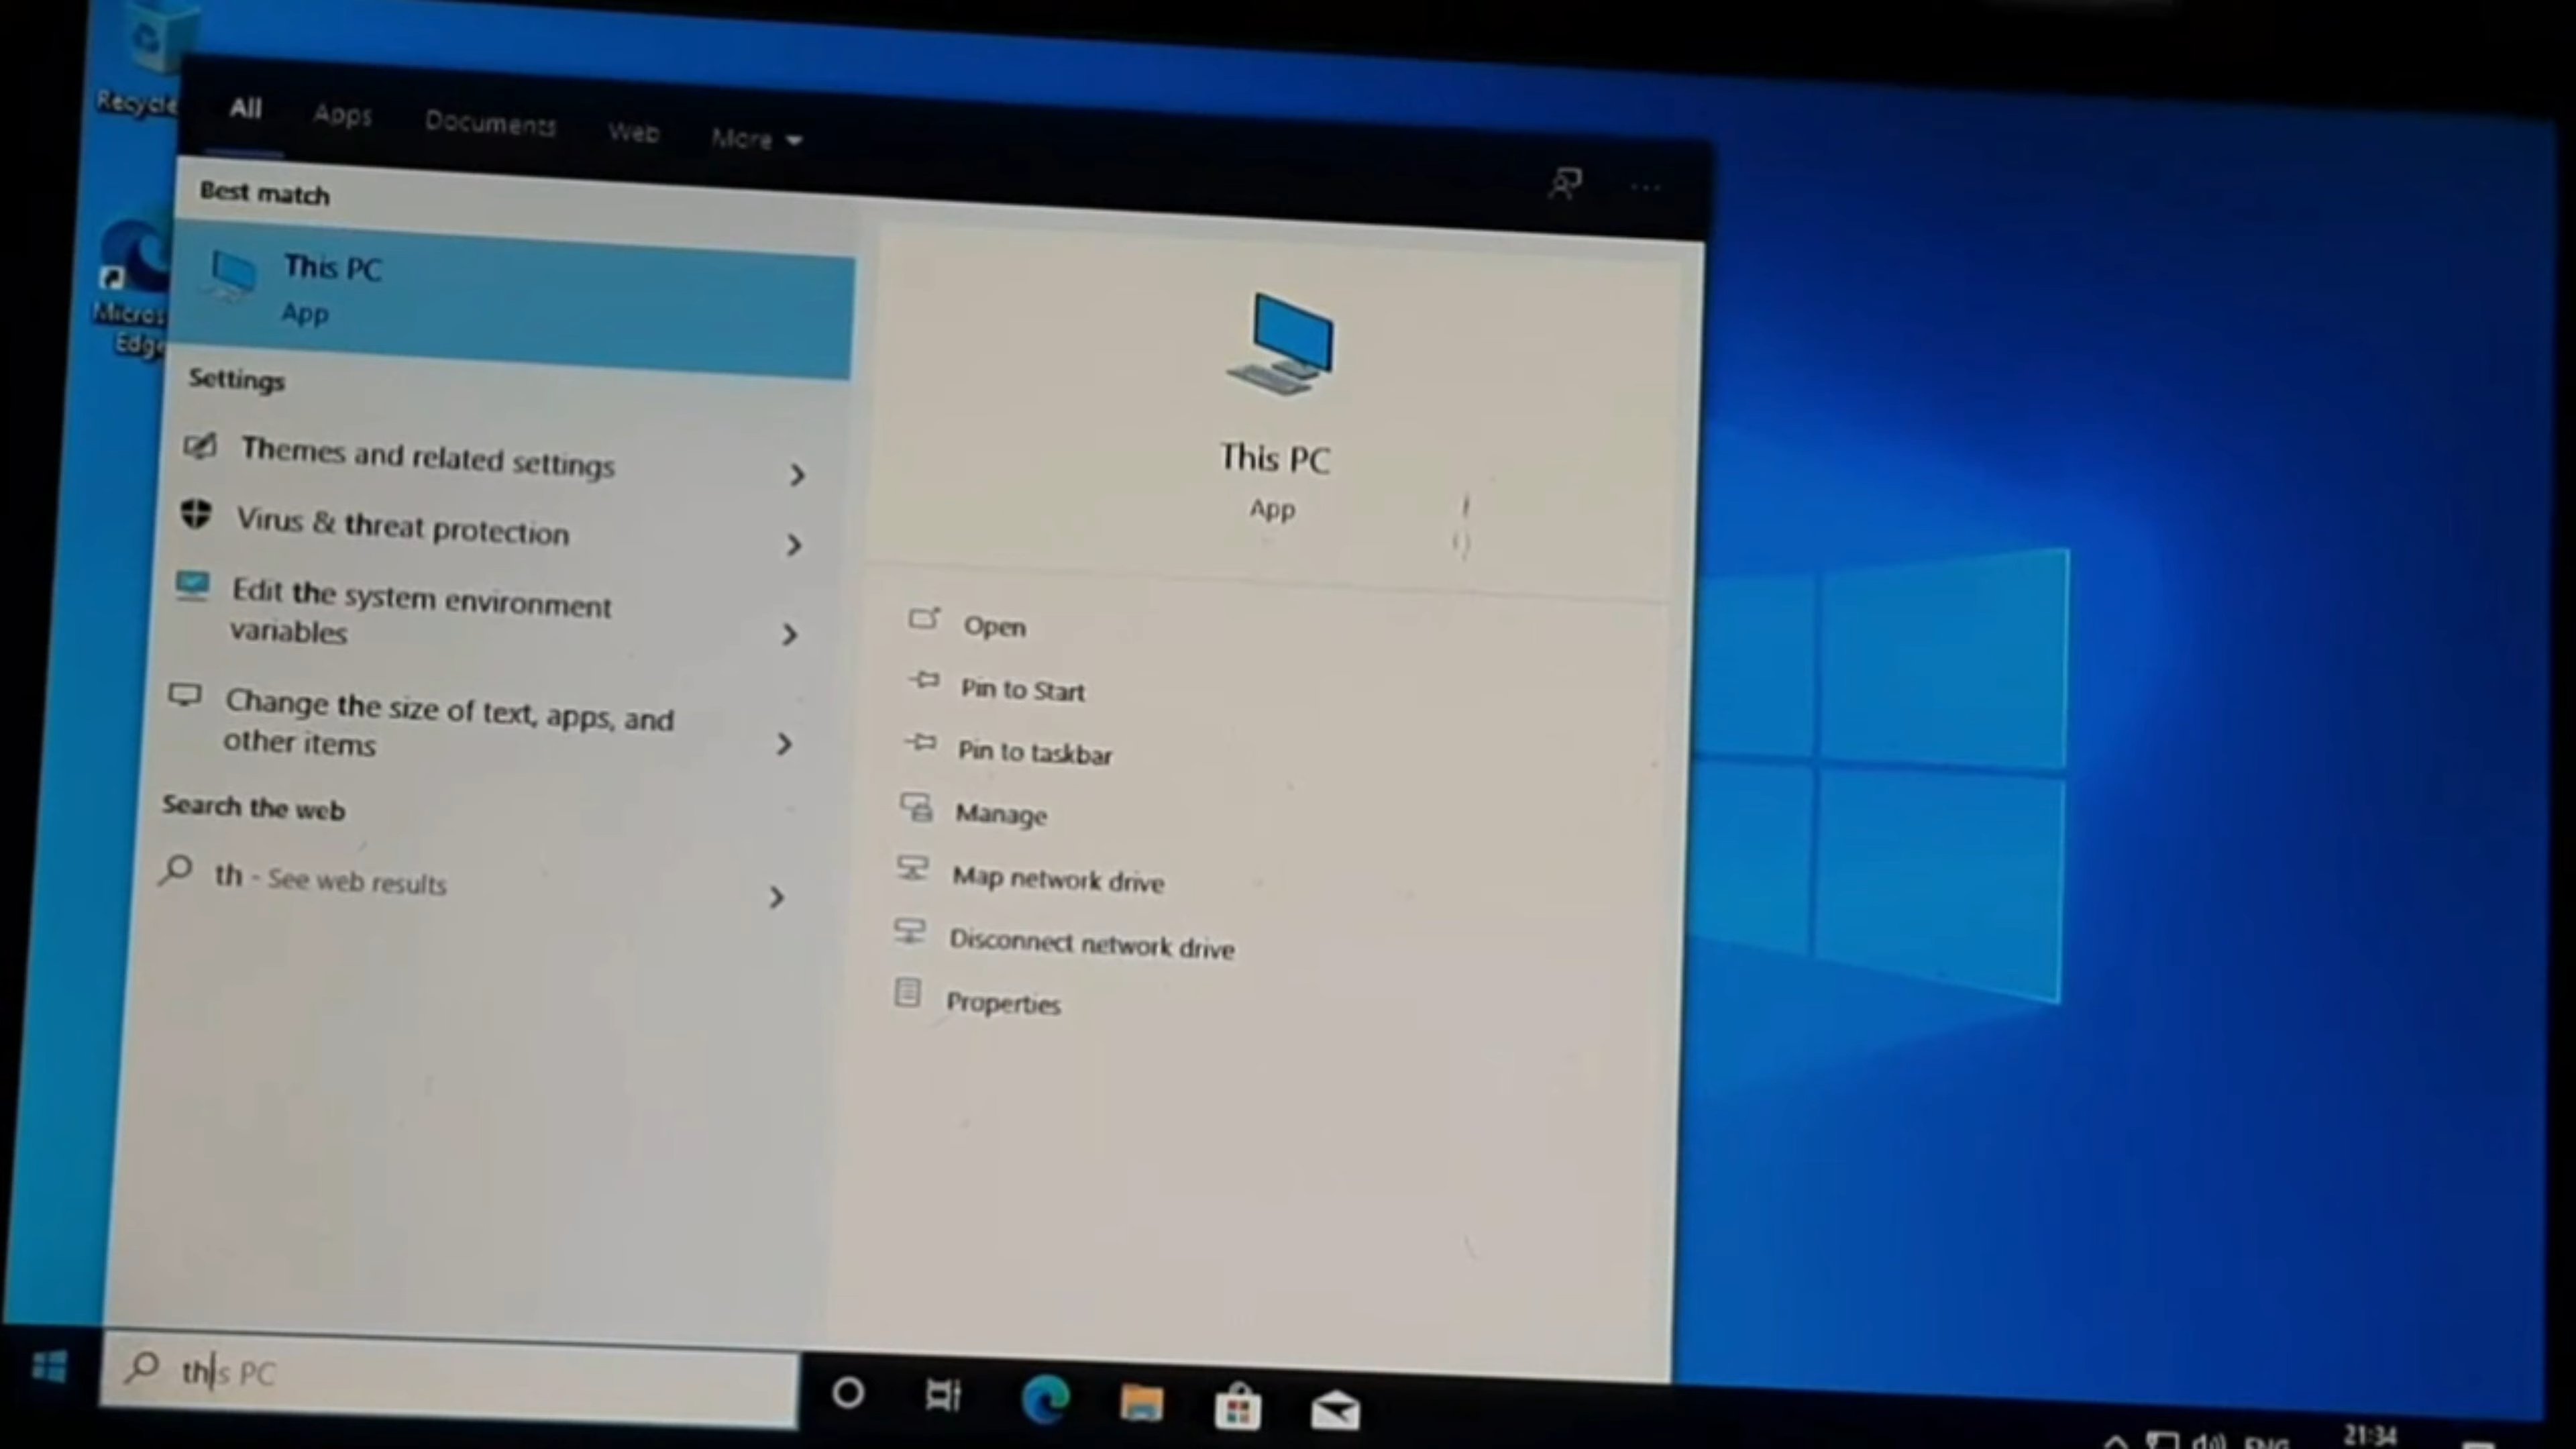 Recycle
All
Apps
Documents
Web
More
Best match
This PC
App
Micros
Edge
Settings
Themes and related settings
Virus & threat protection
Edit the system environment
variables
Change the size of text, apps, and
other items
Search the web
th - See web results
This PC
App
Open
Pin to Start
Pin to taskbar
Manage
Map network drive
Disconnect network drive
Properties
this PC
ENG
21:34